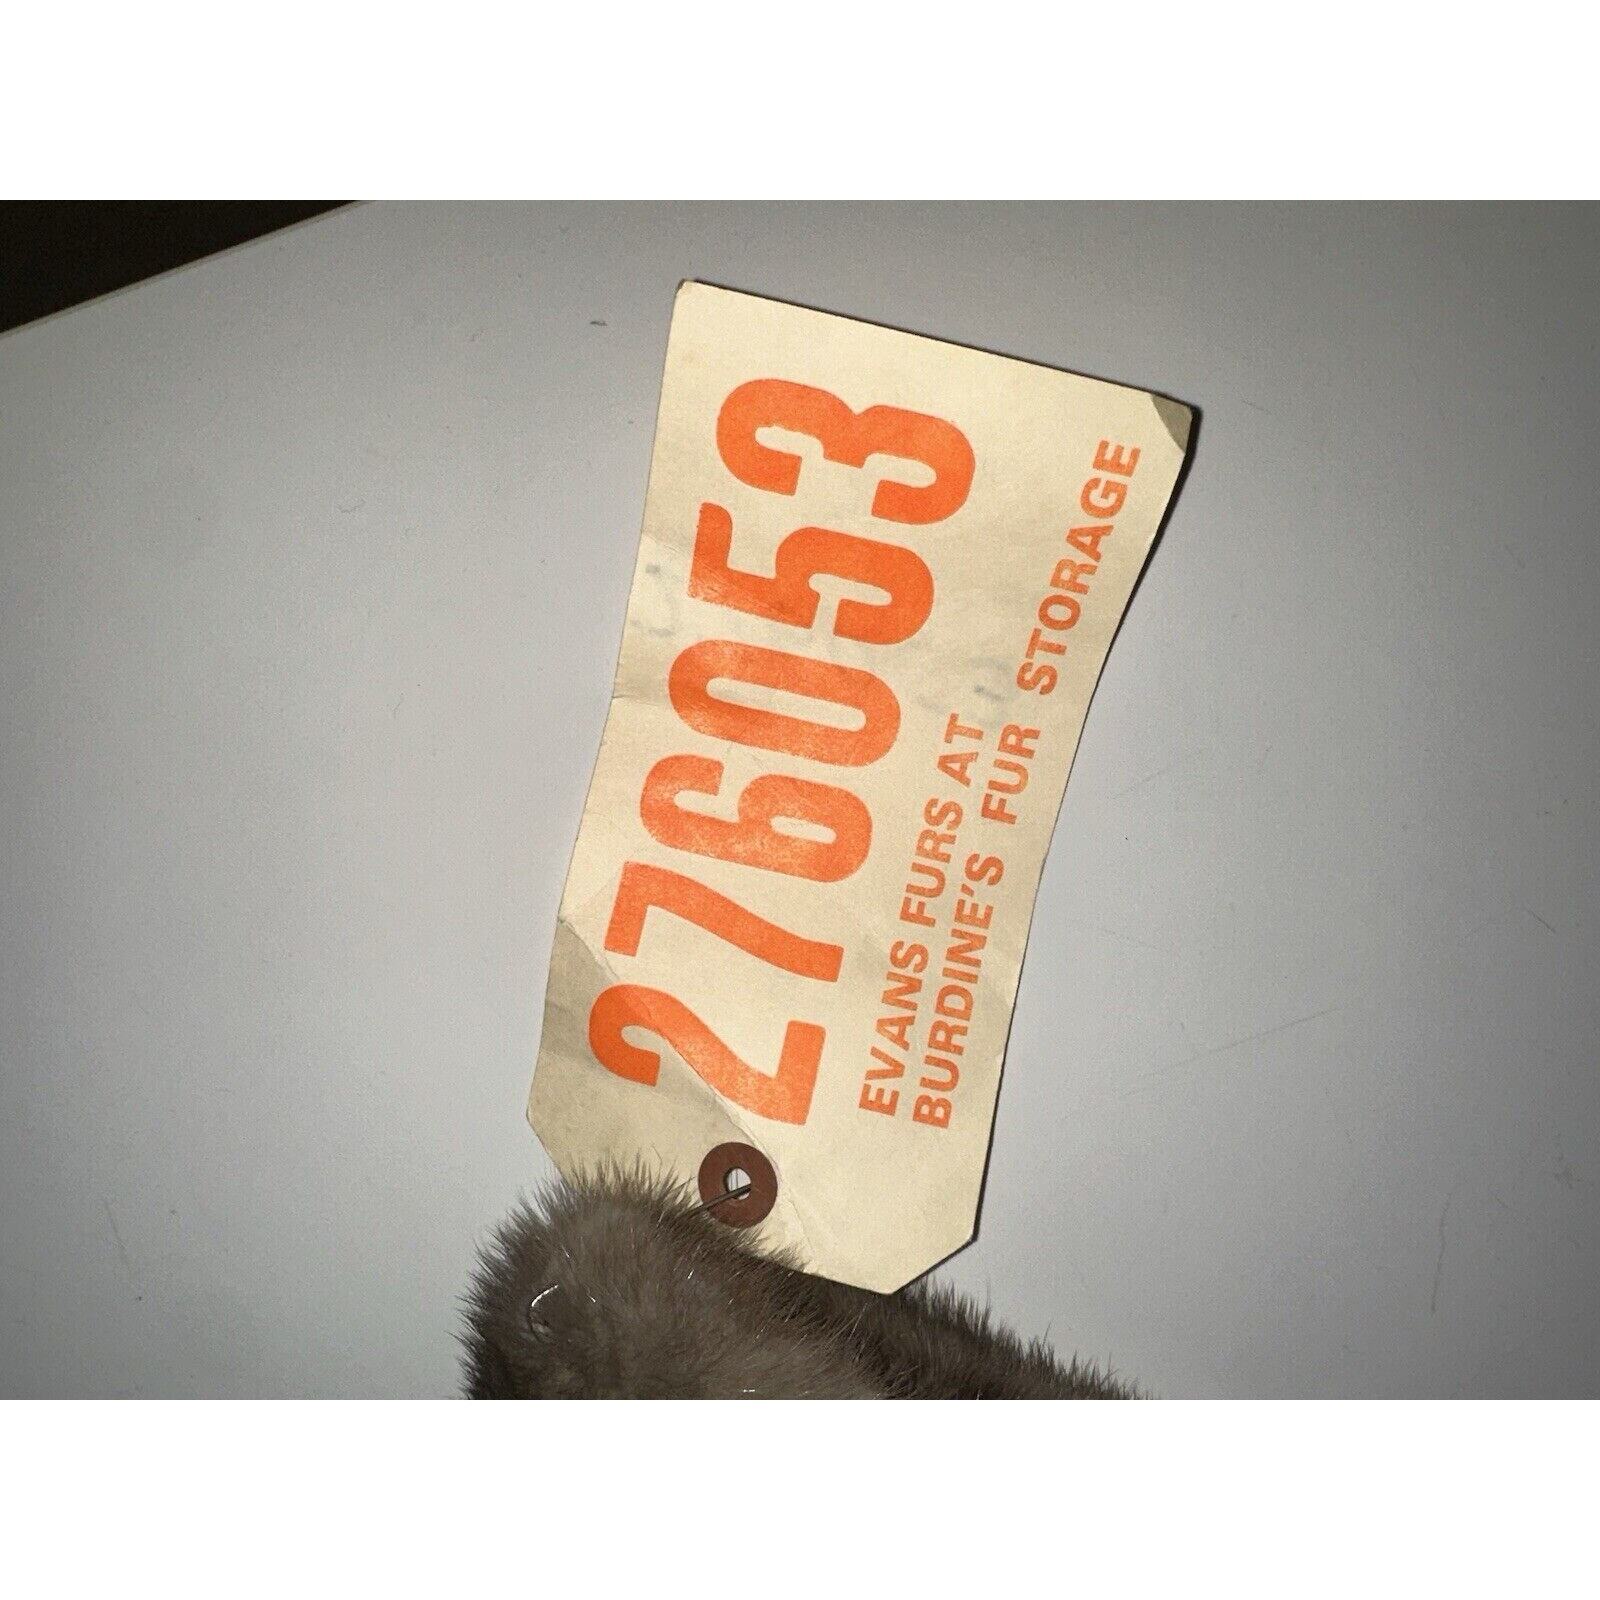 276053
EVANS FURS AT
BURDINE'S FUR STORAGE